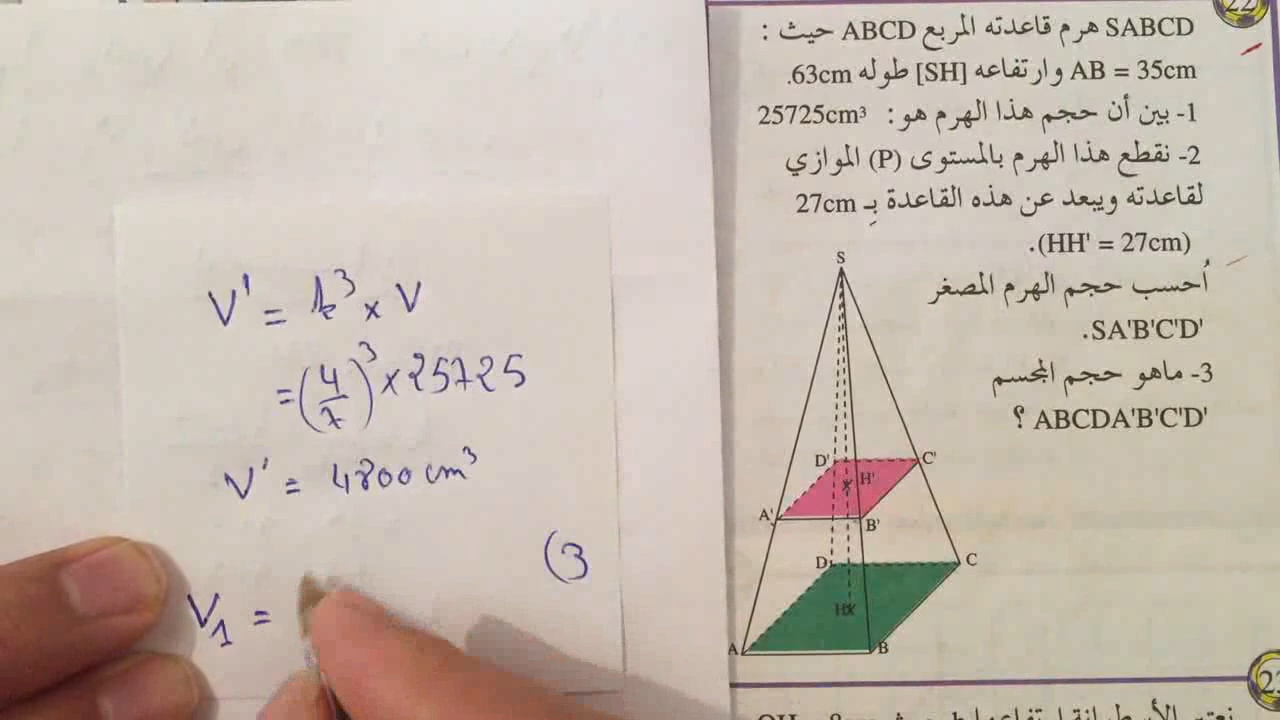 22
SABCD هرم قاعدته المربع ABCD حيث :
AB = 35cm وارتفاعه [SH] طوله 63cm.
1- بين أن حجم هذا الهرم هو: 25725cm³
2- نقطع هذا الهرم بالمستوى (P) الموازي
لقاعدته ويبعد عن هذه القاعدة بِـ 27cm
(HH' = 27cm).
أُحسب حجم الهرم المصغر
SA'B'C'D'.
3- ماهو حجم المجسم
ABCDA'B'C'D' ؟
S
D' C'
H'
A' B'
D C
H
A B
V' = k³ × V
= (4/7)³ × 25725
V' = 4800 cm³
(3
V₁ =